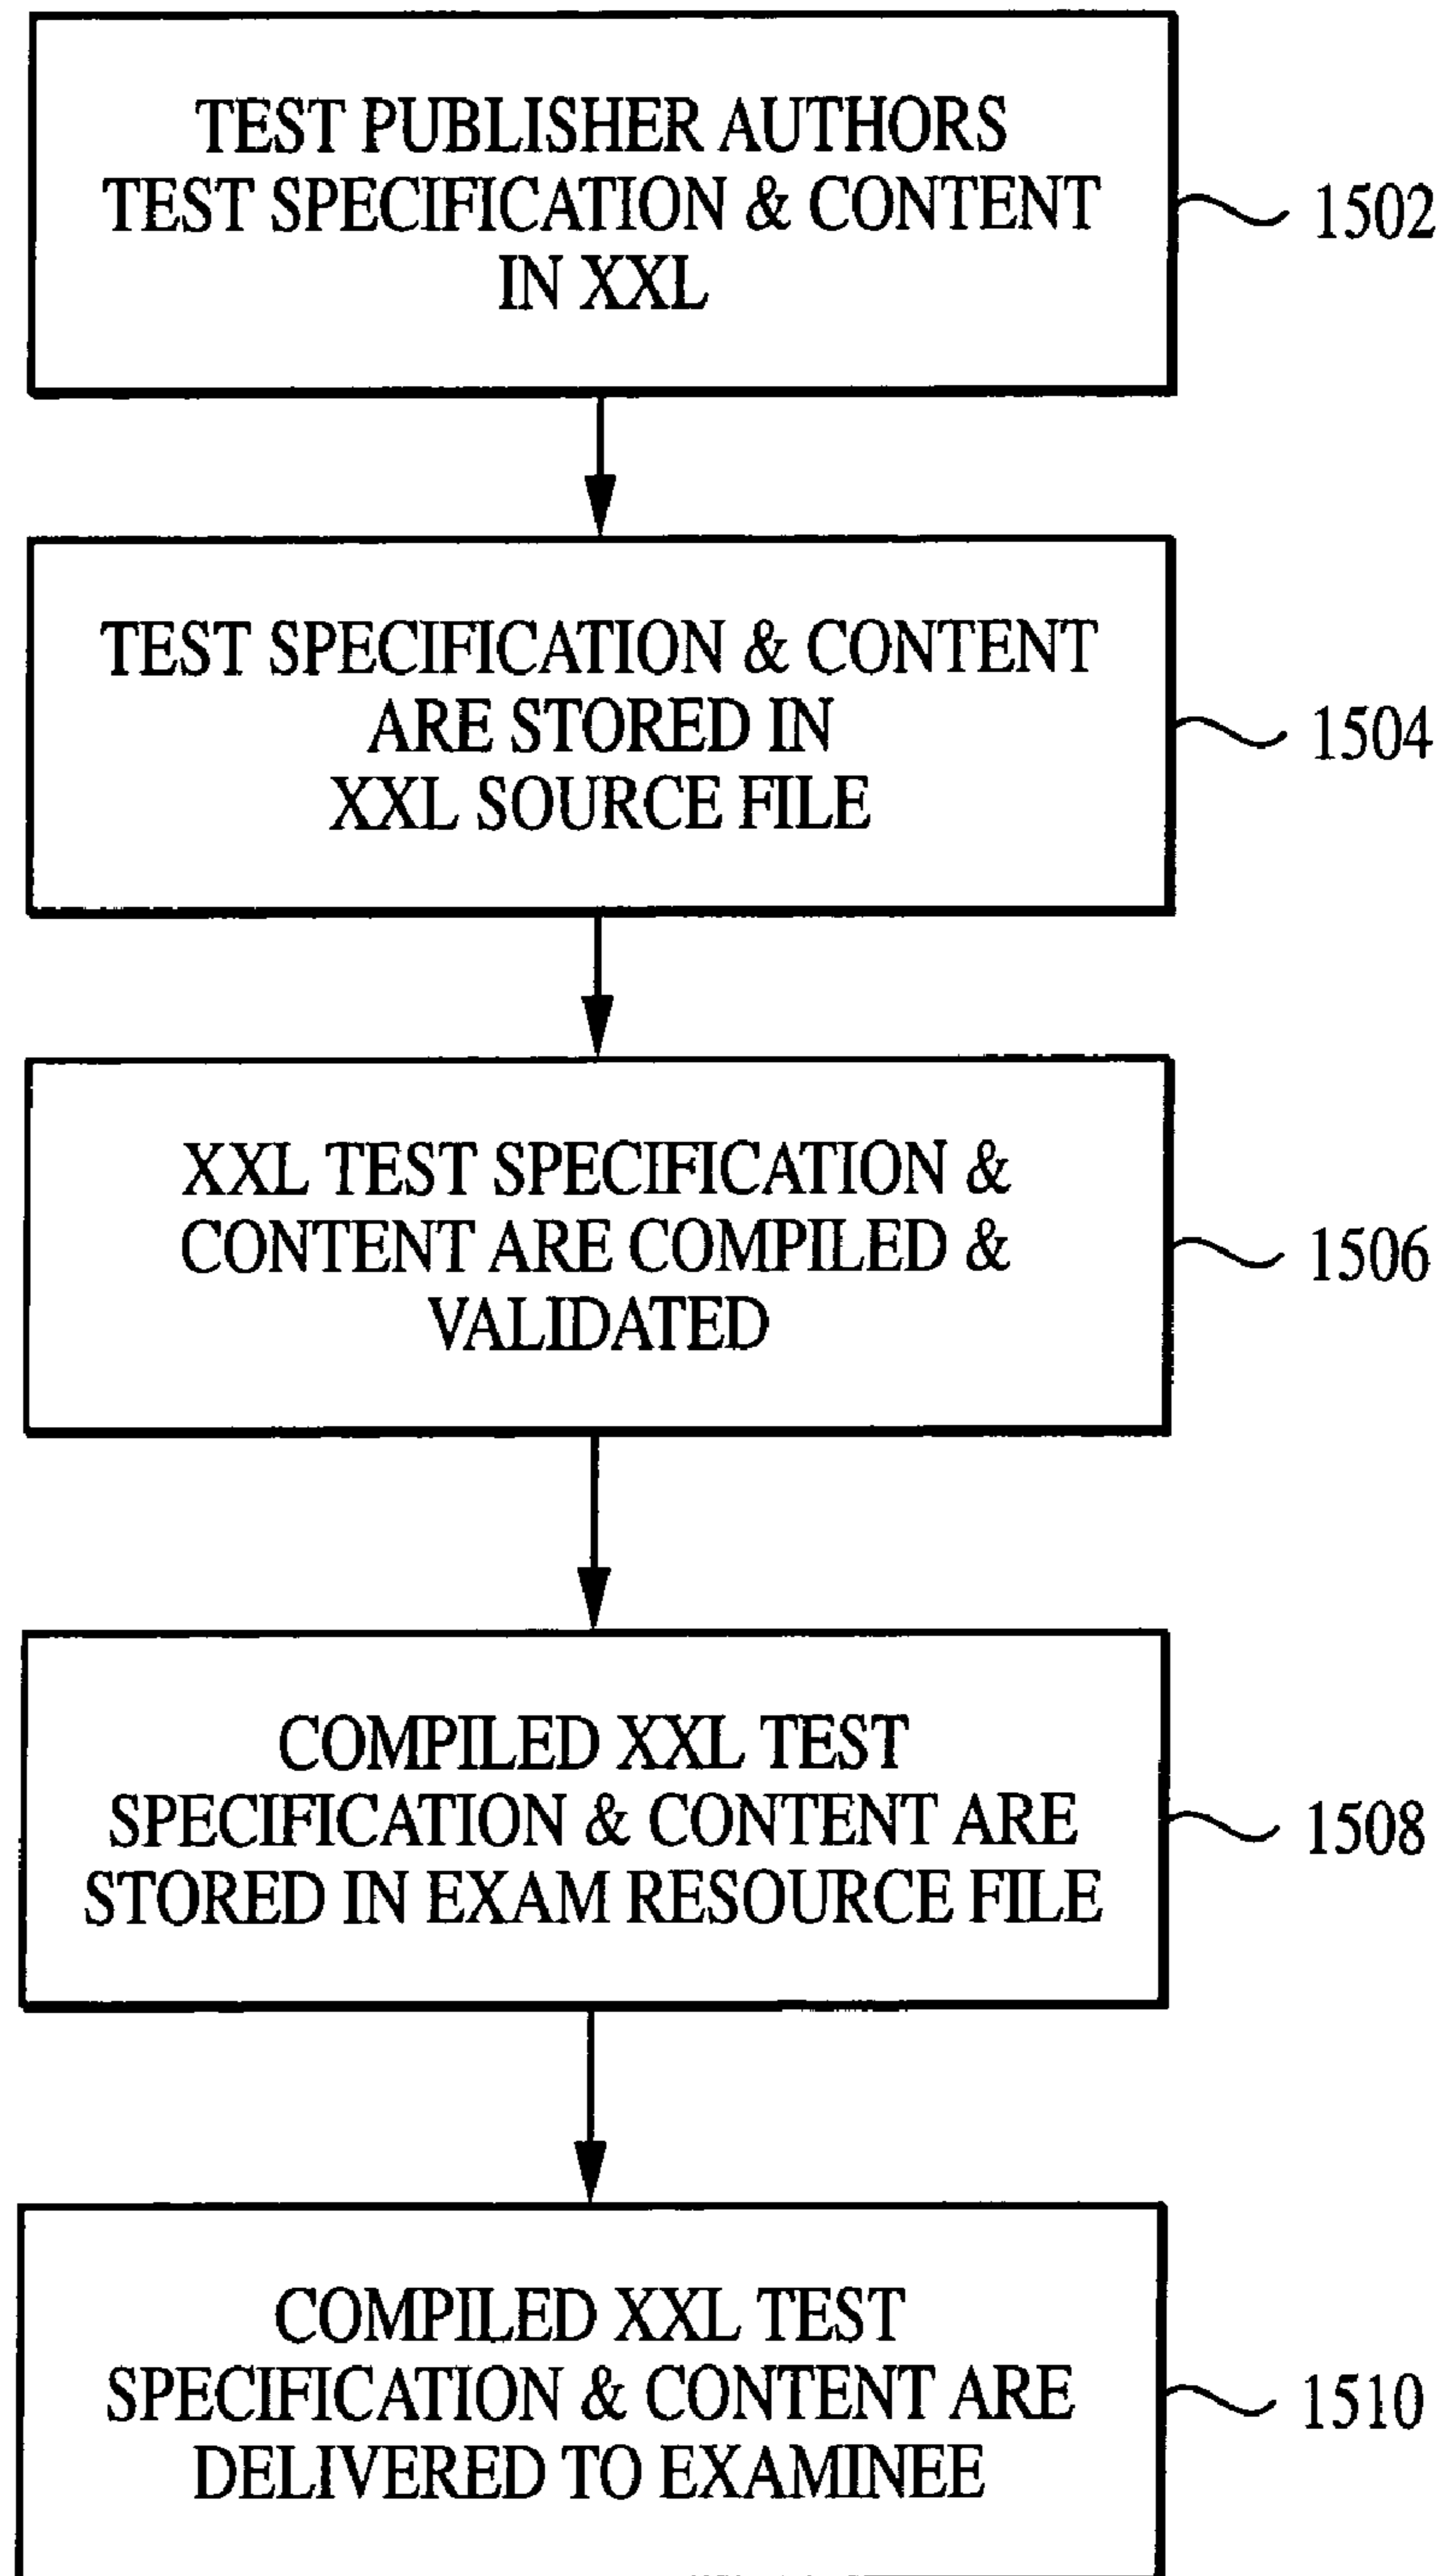 TEST PUBLISHER AUTHORS
TEST SPECIFICATION & CONTENT
IN XXL
1502
TEST SPECIFICATION & CONTENT
ARE STORED IN
XXL SOURCE FILE
1504
XXL TEST SPECIFICATION &
CONTENT ARE COMPILED &
VALIDATED
1506
COMPILED XXL TEST
SPECIFICATION & CONTENT ARE
STORED IN EXAM RESOURCE FILE
1508
COMPILED XXL TEST
SPECIFICATION & CONTENT ARE
DELIVERED TO EXAMINEE
1510